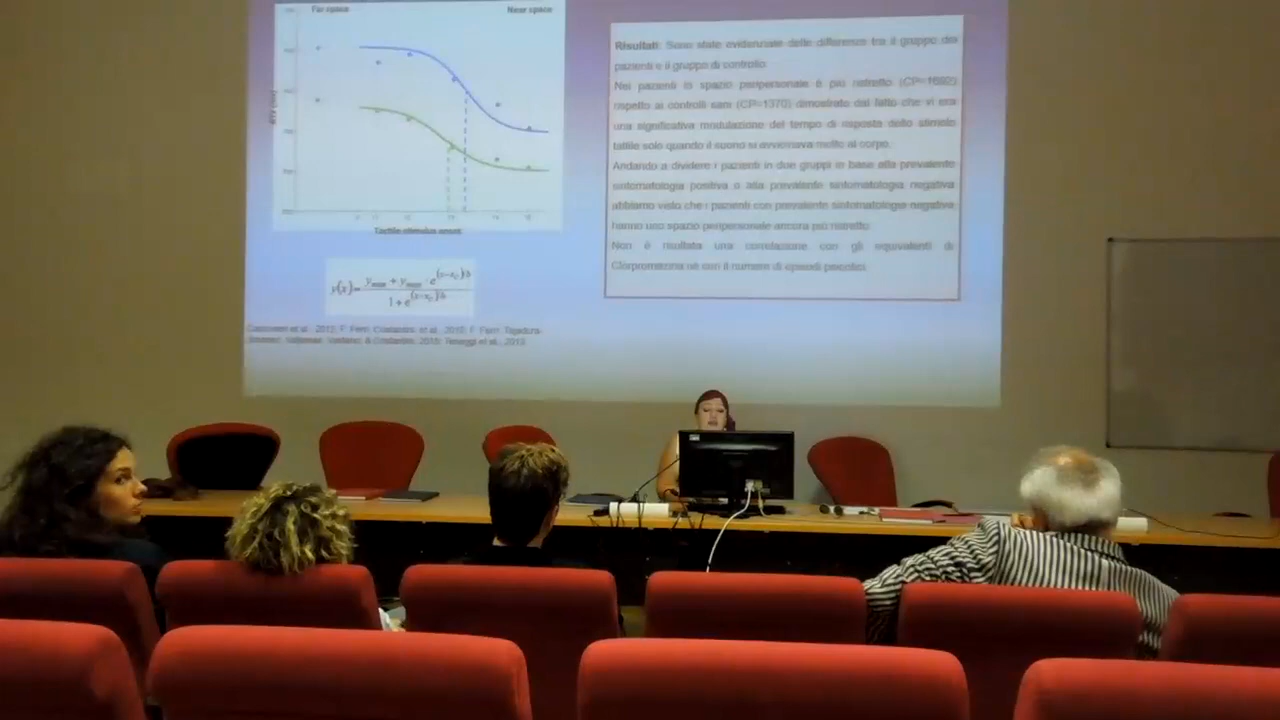 Far space
Near space
Tactile stimulus onset
Risultati: Sono state evidenziate delle differenze tra il gruppo dei
pazienti e il gruppo di controllo.
Nei pazienti lo spazio peripersonale è più ristretto (CP=1692)
rispetto ai controlli sani (CP=1370) dimostrato dal fatto che vi era
una significativa modulazione del tempo di risposta dello stimolo
tattile solo quando il suono si avvicinava molto al corpo.
Andando a dividere i pazienti in due gruppi in base alla prevalente
sintomatologia positiva o alla prevalente sintomatologia negativa
abbiamo visto che i pazienti con prevalente sintomatologia negativa
hanno uno spazio peripersonale ancora più ristretto.
Non è risultata una correlazione con gli equivalenti di
Clorpromazina né con il numero di episodi psicotici.